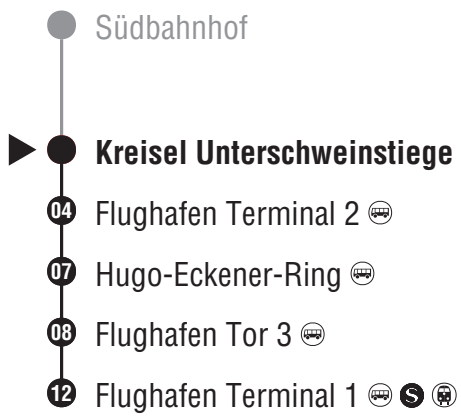 Südbahnhof
Kreisel Unterschweinstiege
04 Flughafen Terminal 2
07 Hugo-Eckener-Ring
08 Flughafen Tor 3
12 Flughafen Terminal 1 S